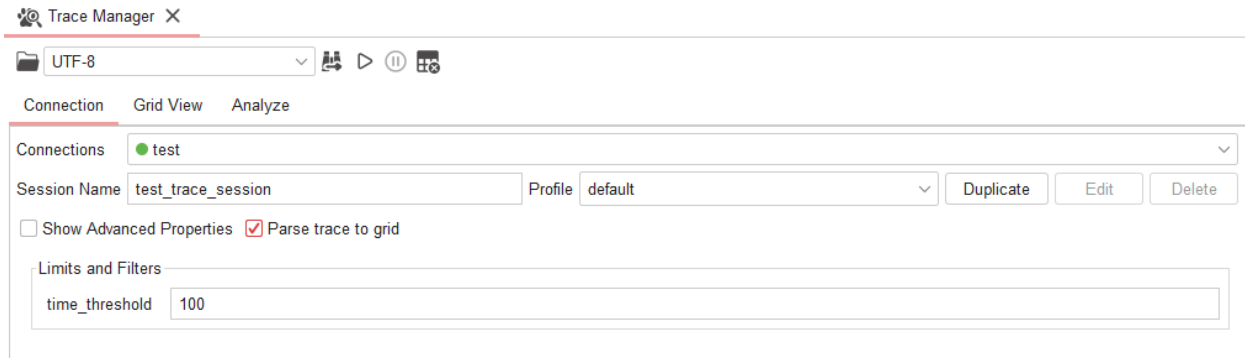 Trace Manager
UTF-8
Connection Grid View Analyze
Connections test
Session Name test_trace_session Profile default Duplicate Edit Delete
Show Advanced Properties Parse trace to grid
Limits and Filters
time_threshold 100